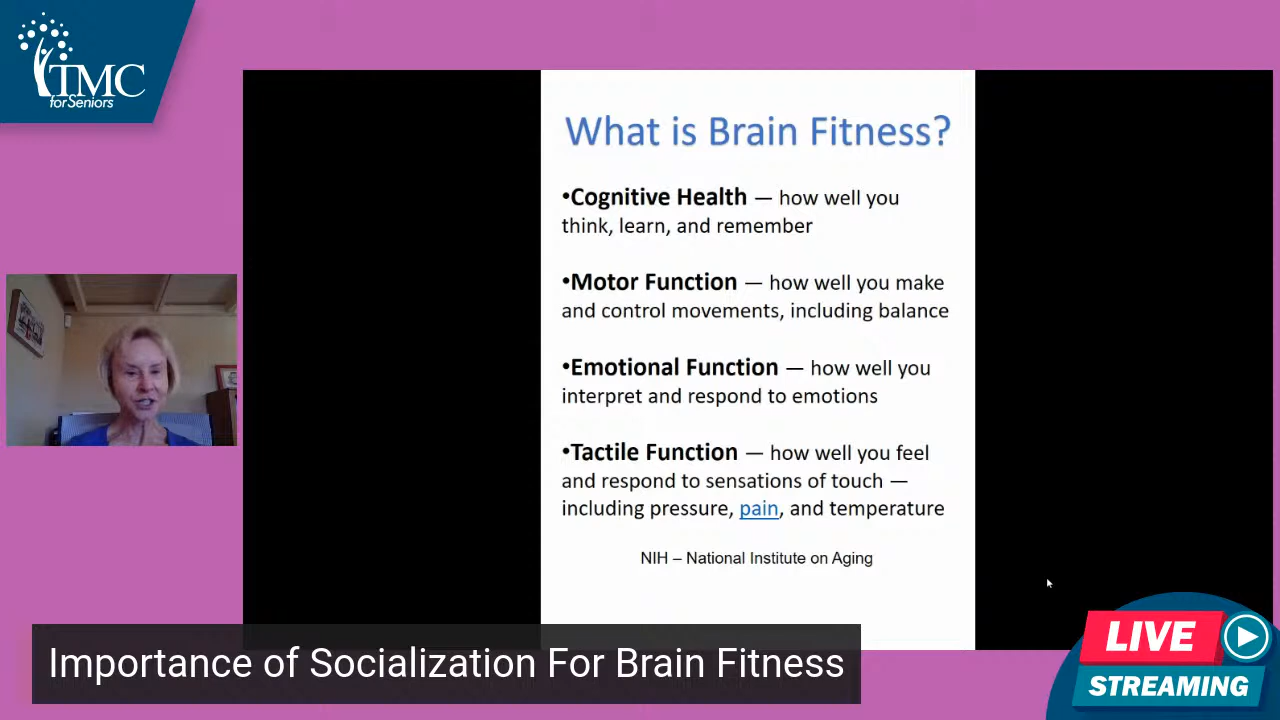 TMC
for Seniors
What is Brain Fitness?
•Cognitive Health — how well you
think, learn, and remember
•Motor Function — how well you make
and control movements, including balance
•Emotional Function — how well you
interpret and respond to emotions
•Tactile Function — how well you feel
and respond to sensations of touch —
including pressure, pain, and temperature
NIH – National Institute on Aging
Importance of Socialization For Brain Fitness
LIVE
STREAMING